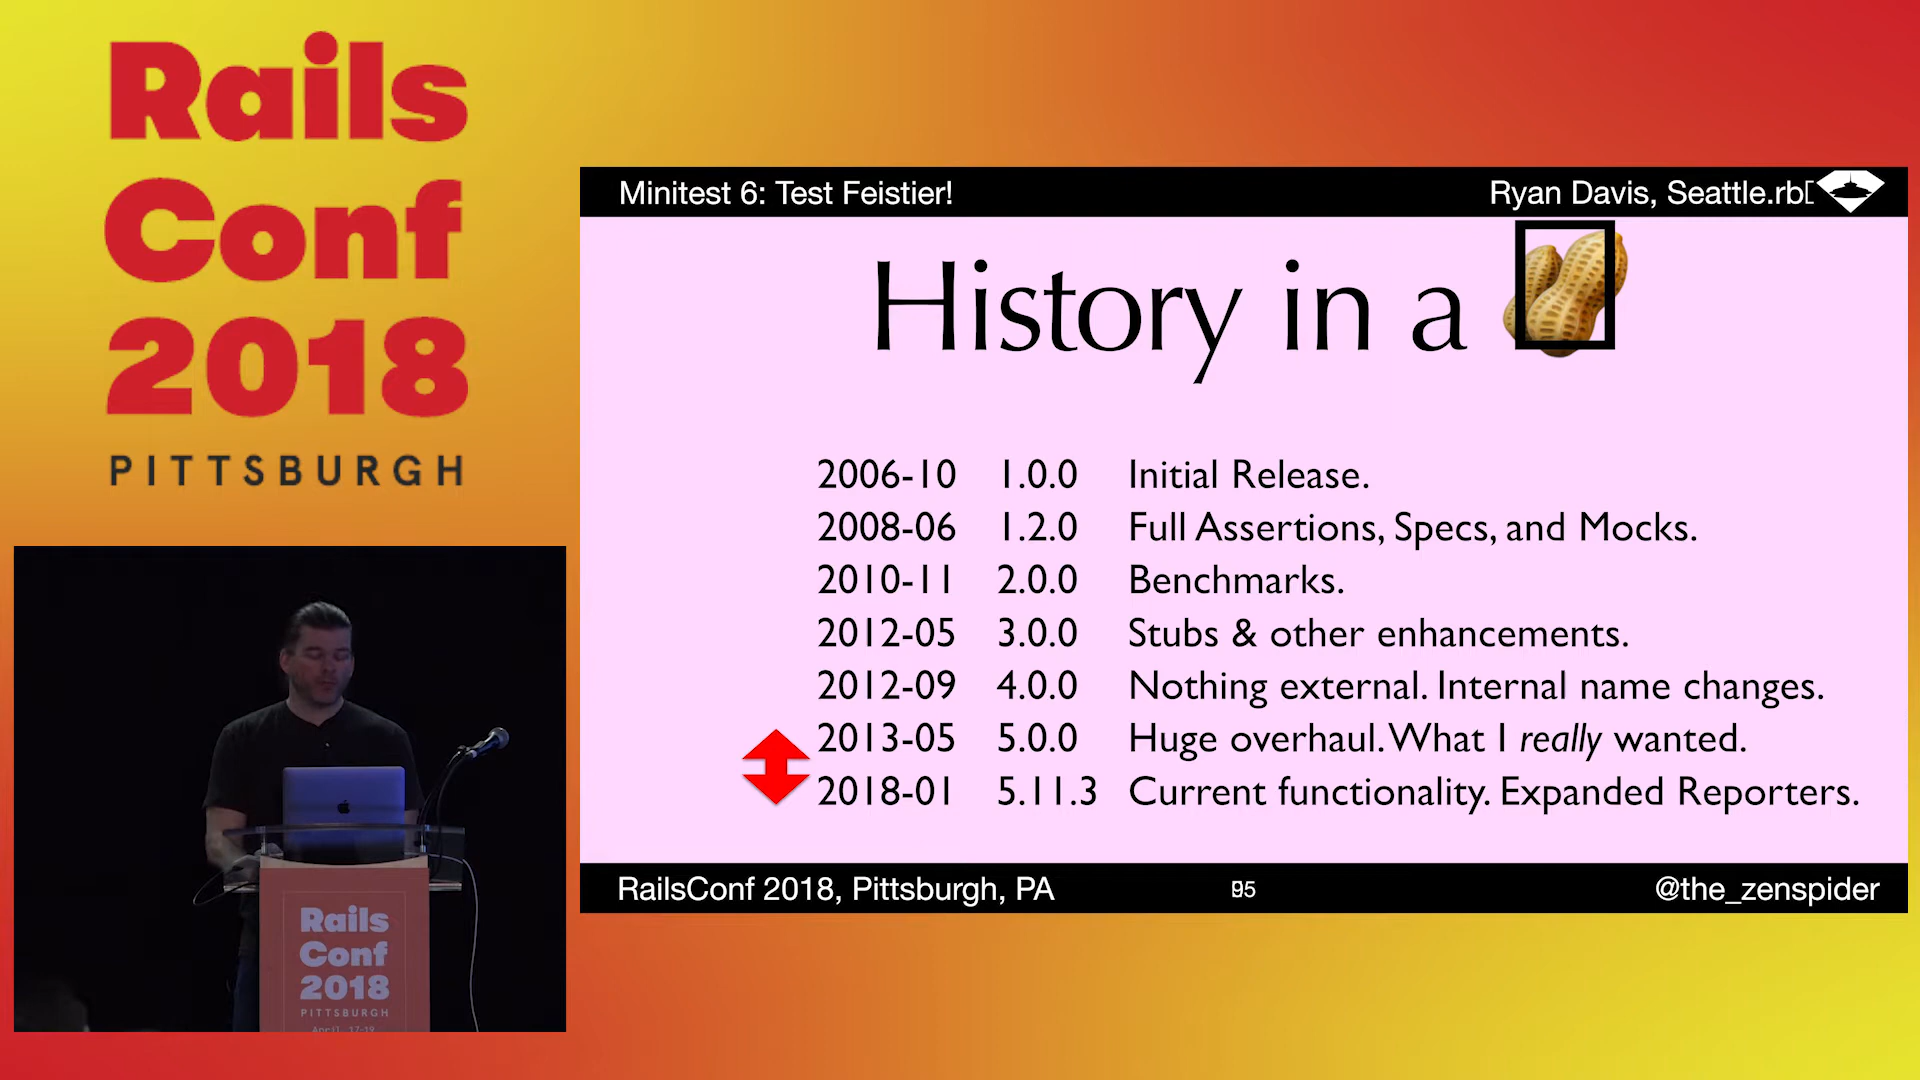 Rails
Conf
2018
PITTSBURGH
Minitest 6: Test Feistier!
Ryan Davis, Seattle.rb
History in a
2006-10 1.0.0 Initial Release.
2008-06 1.2.0 Full Assertions, Specs, and Mocks.
2010-11 2.0.0 Benchmarks.
2012-05 3.0.0 Stubs & other enhancements.
2012-09 4.0.0 Nothing external. Internal name changes.
2013-05 5.0.0 Huge overhaul. What I really wanted.
2018-01 5.11.3 Current functionality. Expanded Reporters.
RailsConf 2018, Pittsburgh, PA
95
@the_zenspider
Rails
Conf
2018
PITTSBURGH
April 17-19